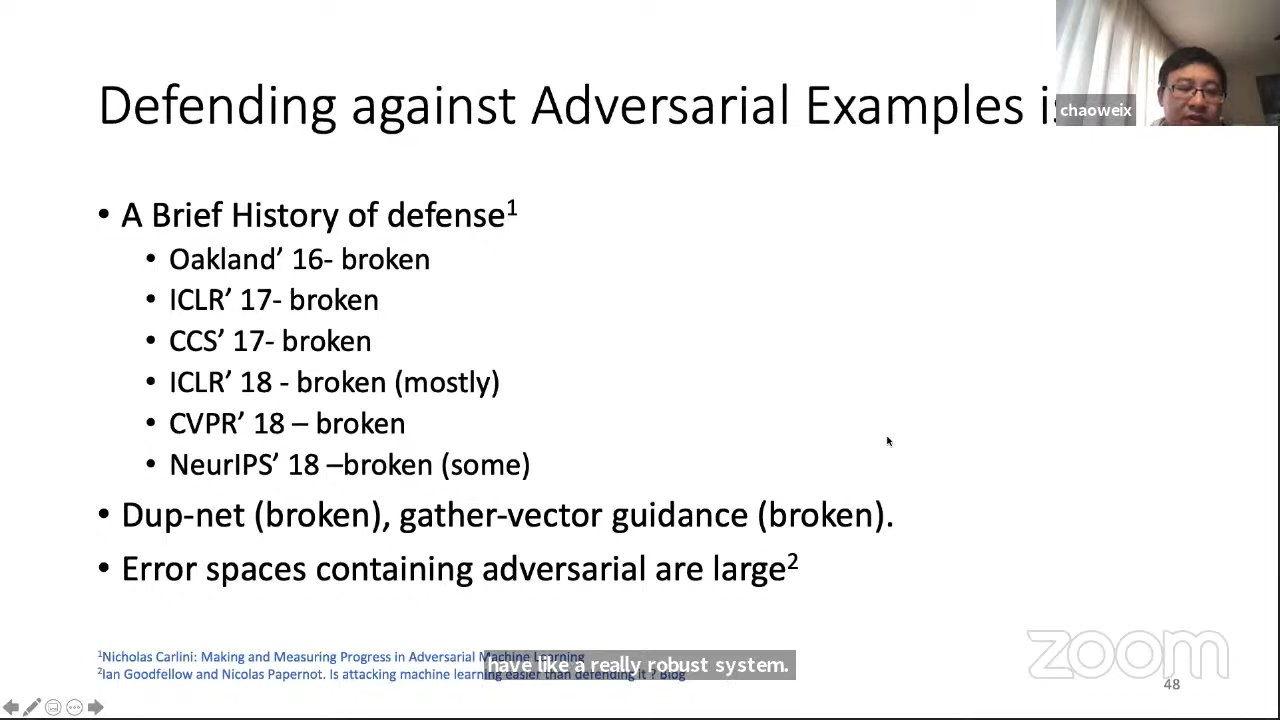 Defending against Adversarial Examples is
chaoweix
• A Brief History of defense¹
• Oakland’ 16- broken
• ICLR’ 17- broken
• CCS’ 17- broken
• ICLR’ 18 - broken (mostly)
• CVPR’ 18 – broken
• NeurIPS’ 18 –broken (some)
• Dup-net (broken), gather-vector guidance (broken).
• Error spaces containing adversarial are large²
¹Nicholas Carlini: Making and Measuring Progress in Adversarial Machine Learning
have like a really robust system.
²Ian Goodfellow and Nicolas Papernot. Is attacking machine learning easier than defending it ? Blog
zoom
48